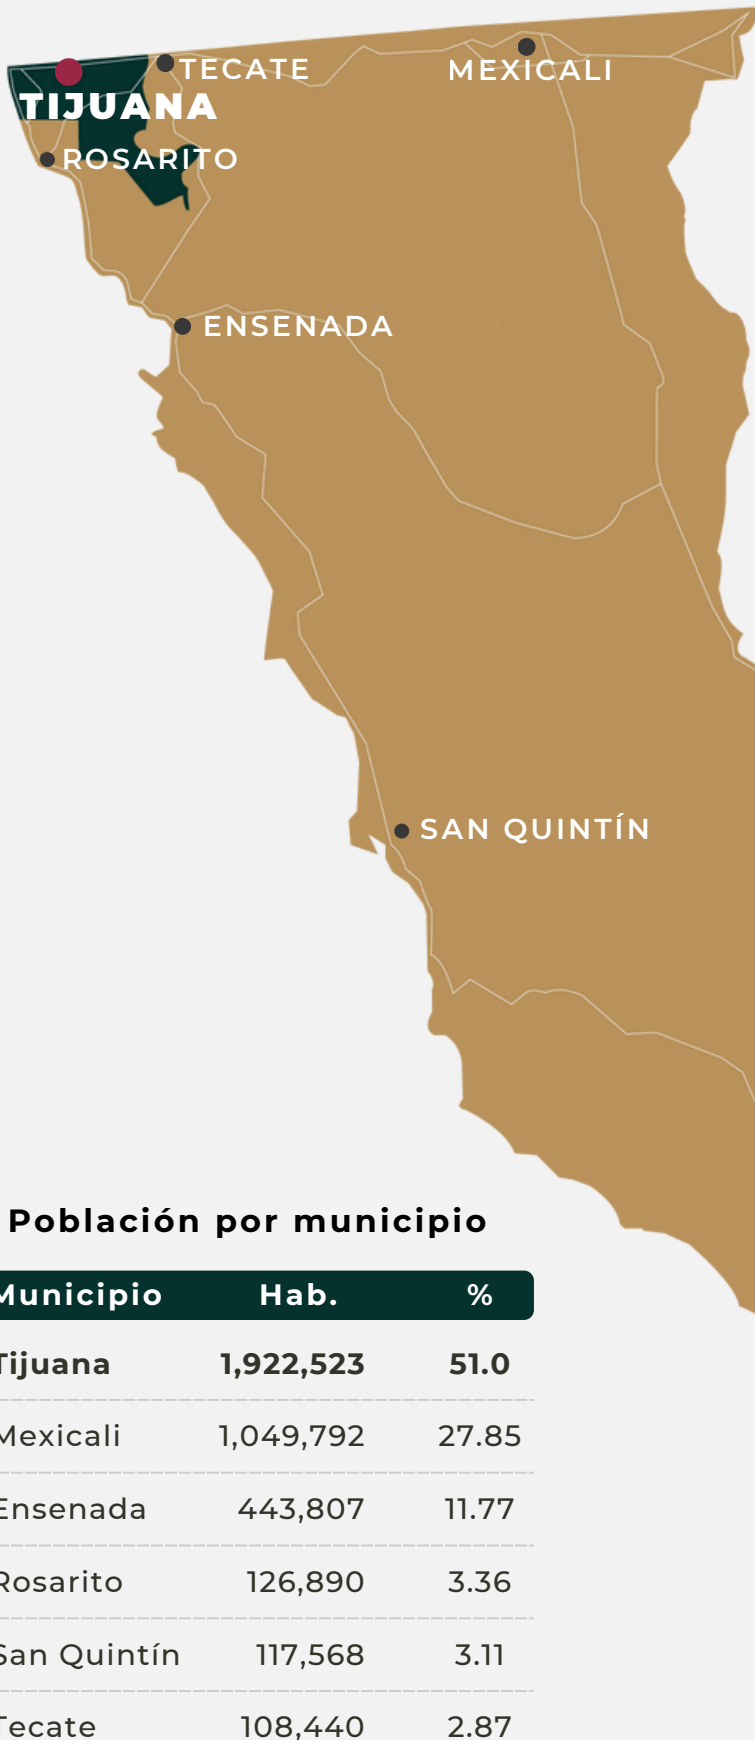 TECATE
MEXICALI
TIJUANA
ROSARITO
ENSENADA
SAN QUINTÍN
Población por municipio
Municipio Hab. %
Tijuana 1,922,523 51.0
Mexicali 1,049,792 27.85
Ensenada 443,807 11.77
Rosarito 126,890 3.36
San Quintín 117,568 3.11
Tecate 108,440 2.87